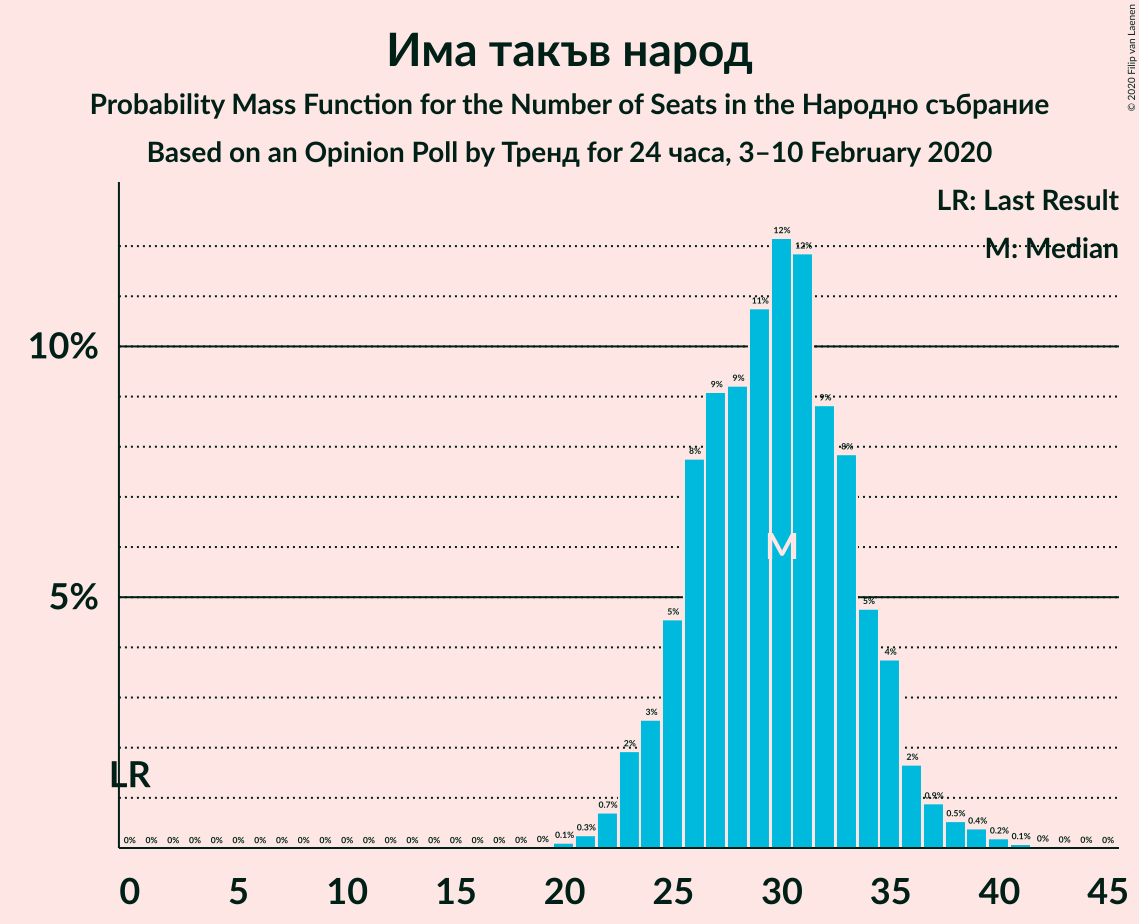 Има такъв народ
Probability Mass Function for the Number of Seats in the Народно събрание
Based on an Opinion Poll by Тренд for 24 часа, 3–10 February 2020
© 2020 Filip van Laenen
LR: Last Result
M: Median
10%
5%
LR
M
0% 0% 0% 0% 0% 0% 0% 0% 0% 0% 0% 0% 0% 0% 0% 0% 0% 0% 0% 0% 0.1% 0.3% 0.7% 2% 3% 5% 8% 9% 9% 11% 12% 12% 9% 8% 5% 4% 2% 0.9% 0.5% 0.4% 0.2% 0.1% 0% 0% 0% 0%
0 5 10 15 20 25 30 35 40 45